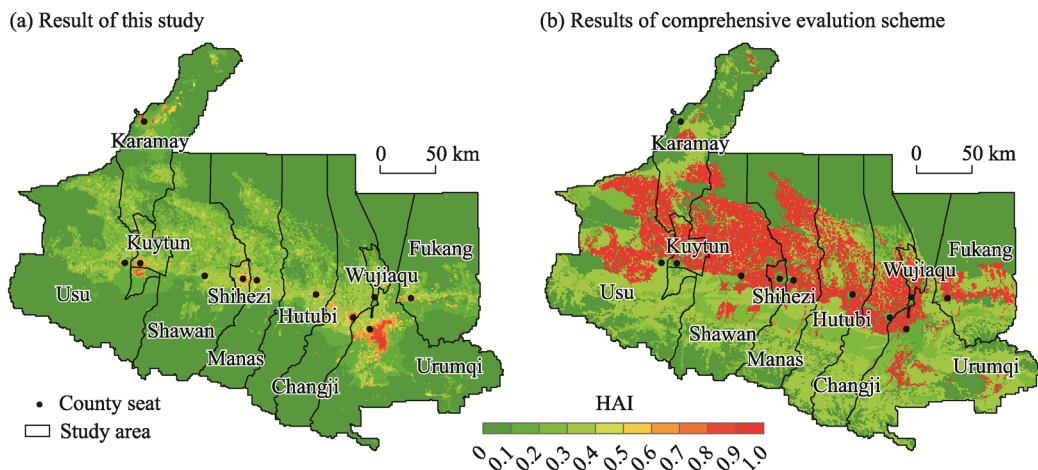 (a) Result of this study
(b) Results of comprehensive evalution scheme
Karamay
0 50 km
Kuytun
Fukang
Wujiaqu
Usu
Shihezi
Shawan
Hutubi
Manas
Urumqi
Changji
County seat
Study area
Karamay
0 50 km
Kuytun
Fukang
Wujiaqu
Usu
Shihezi
Shawan
Hutubi
Manas
Urumqi
Changji
HAI
0 0.1 0.2 0.3 0.4 0.5 0.6 0.7 0.8 0.9 1.0